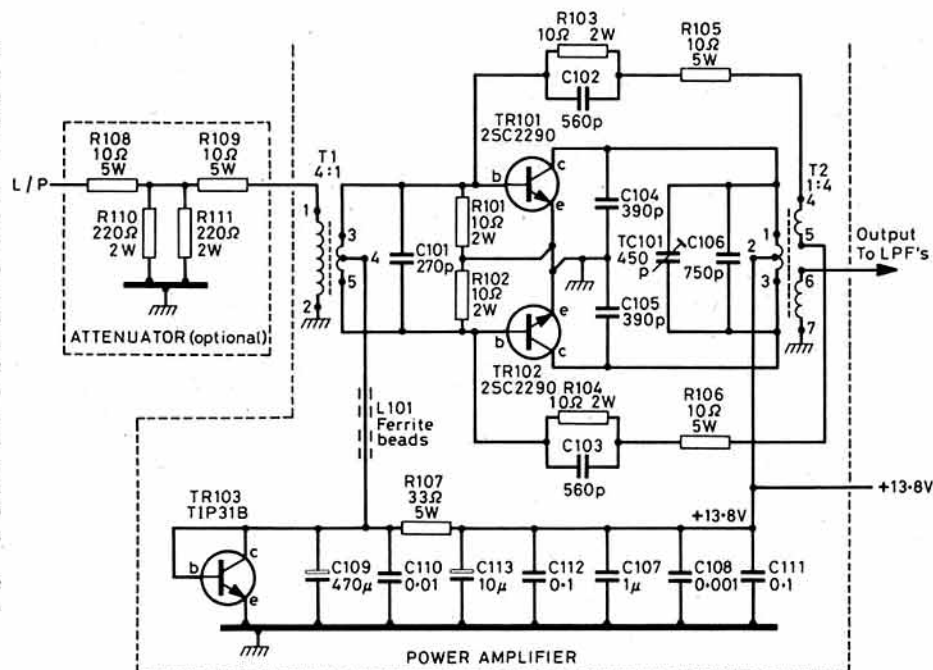 R103
10Ω 2W
C102
560p
R105
10Ω
5W
TR101
2SC2290
R108
10Ω
5W
R109
10Ω
5W
L/P
R110
220Ω
2W
R111
220Ω
2W
ATTENUATOR (optional)
T1
4:1
1
2
3
4
5
C101
270p
R101
10Ω
2W
R102
10Ω
2W
b
c
e
C104
390p
C105
390p
TC101
450
p
C106
750p
T2
1:4
1
2
3
4
5
6
7
Output
To LPF's
b
e
c
TR102
2SC2290
R104
10Ω 2W
C103
560p
R106
10Ω
5W
L101
Ferrite
beads
+13·8V
R107
33Ω
5W
+13·8V
TR103
TIP31B
b
c
e
C109
470μ
C110
0·01
C113
10μ
C112
0·1
C107
1μ
C108
0·001
C111
0·1
POWER AMPLIFIER